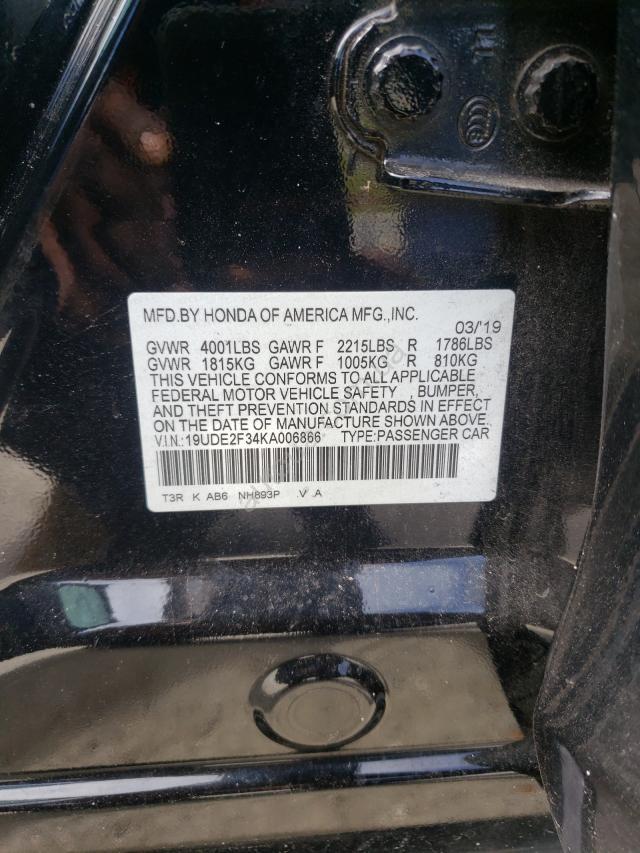 MFD.BY HONDA OF AMERICA MFG.,INC.
03/'19
GVWR 4001LBS GAWR F 2215LBS R 1786LBS
GVWR 1815KG GAWR F 1005KG R 810KG
THIS VEHICLE CONFORMS TO ALL APPLICABLE
FEDERAL MOTOR VEHICLE SAFETY , BUMPER,
AND THEFT PREVENTION STANDARDS IN EFFECT
ON THE DATE OF MANUFACTURE SHOWN ABOVE.
V.I.N.:19UDE2F34KA006866 TYPE:PASSENGER CAR
T3R K AB6 NH893P .V .A